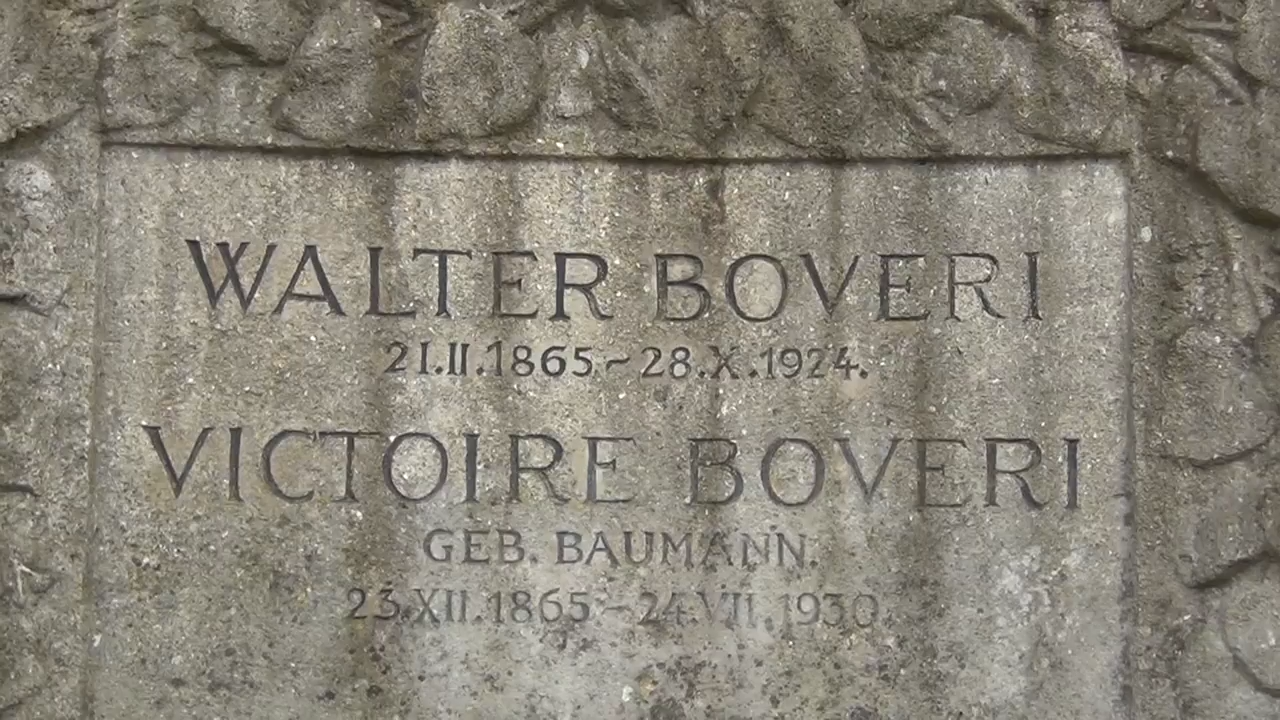 WALTER BOVERI
21.II.1865~28.X.1924.
VICTOIRE BOVERI
GEB. BAUMANN.
23.XII.1865~24.VII.1930.